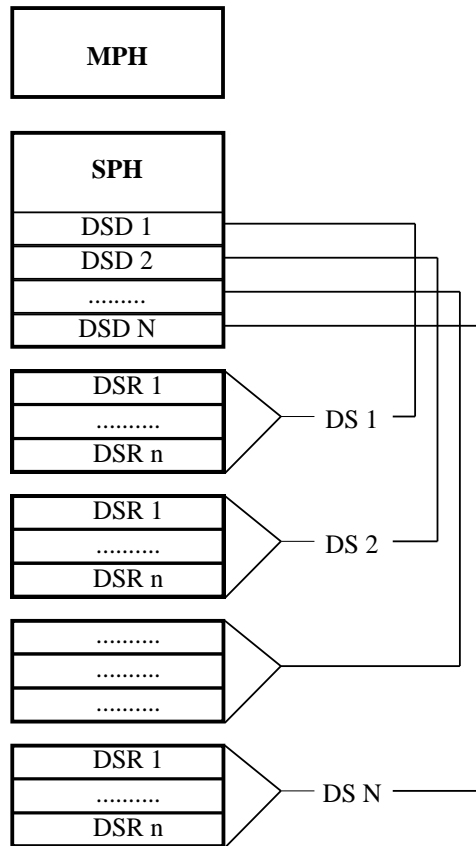 MPH
SPH
DSD 1
DSD 2
.........
DSD N
DSR 1
..........
DSR n
DS 1
DSR 1
..........
DSR n
DS 2
..........
..........
..........
DSR 1
..........
DSR n
DS N